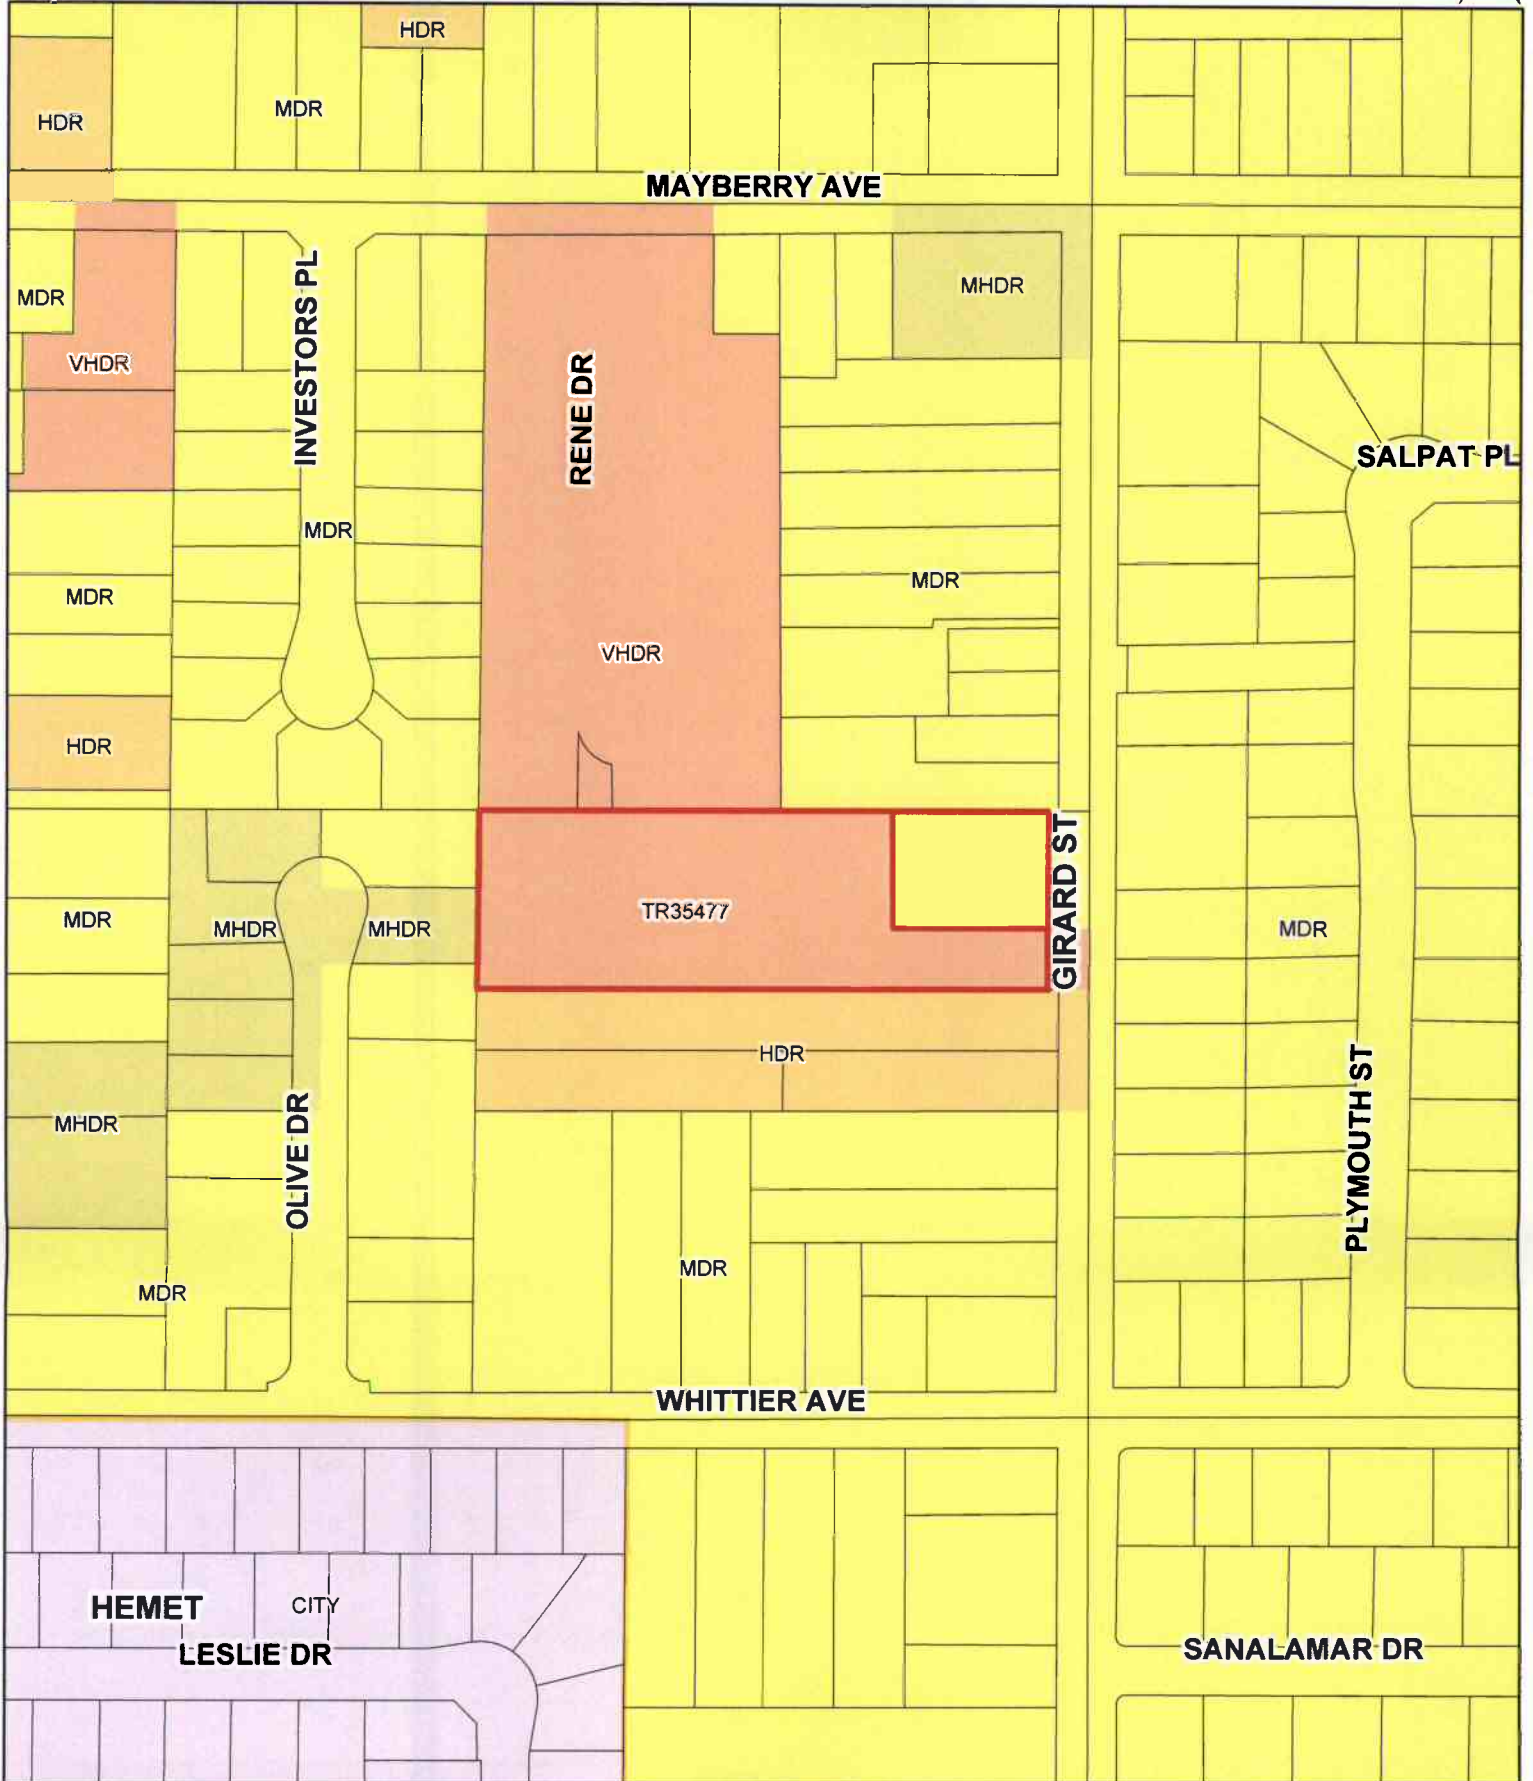 HDR
HDR
MDR
MAYBERRY AVE
MDR
VHDR
INVESTORS PL
RENE DR
MHDR
SALPAT PL
MDR
MDR
MDR
VHDR
HDR
MDR
MHDR
MHDR
TR35477
GIRARD ST
MDR
HDR
MHDR
OLIVE DR
PLYMOUTH ST
MDR
MDR
WHITTIER AVE
HEMET
CITY
LESLIE DR
SANALAMAR DR